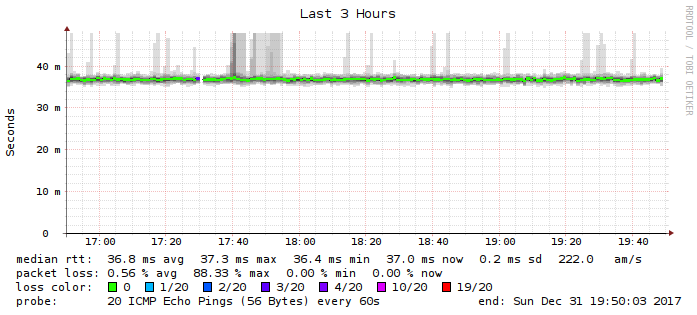 Last 3 Hours
RRDTOOL / TOBI OETIKER
Seconds
40 m
30 m
20 m
10 m
0
17:00 17:20 17:40 18:00 18:20 18:40 19:00 19:20 19:40
median rtt: 36.8 ms avg 37.3 ms max 36.4 ms min 37.0 ms now 0.2 ms sd 222.0 am/s
packet loss: 0.56 % avg 88.33 % max 0.00 % min 0.00 % now
loss color: 0 1/20 2/20 3/20 4/20 10/20 19/20
probe: 20 ICMP Echo Pings (56 Bytes) every 60s end: Sun Dec 31 19:50:03 2017